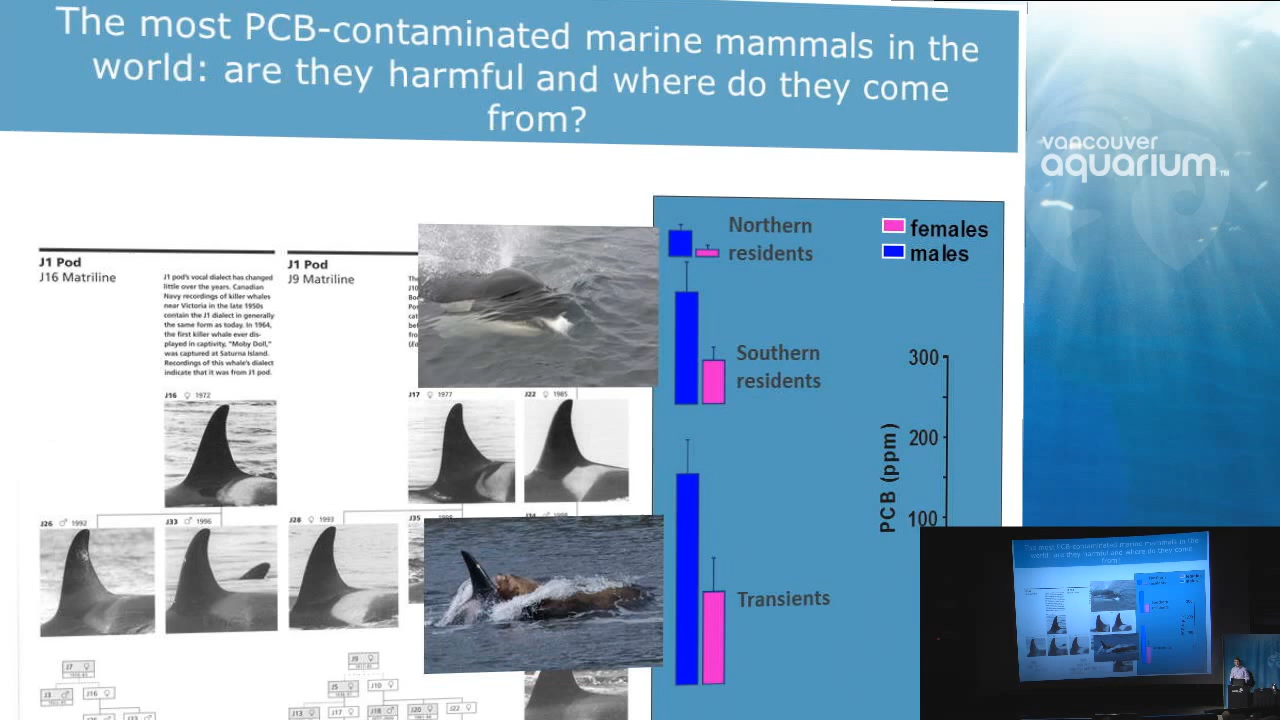 The most PCB-contaminated marine mammals in the
world: are they harmful and where do they come
from?
vancouver
aquarium™
J1 Pod
J16 Matriline
J1 pod's vocal dialect has changed
little over the years. Canadian
Navy recordings of killer whales
near Victoria in the late 1950s
contain the J1 dialect in generally
the same form as today. In 1964,
the first killer whale ever dis-
played in captivity, "Moby Doll,"
was captured at Saturna Island.
Recordings of this whale's dialect
indicate that it was from J1 pod.
J1 Pod
J9 Matriline
J16 ♀ 1972
J17 ♀ 1977
J22 ♀ 1985
J26 ♂ 1992
J33 ♂ 1996
J28 ♀ 1993
J35
J7 ♀
J3 ♂
J16 ♀
J9 ♀
J5 ♀
J10 ♀
J13 ♀
J17 ♀
J18 ♂
J20 ♀
J22 ♀
Northern
residents
females
males
Southern
residents
Transients
300
200
100
PCB (ppm)